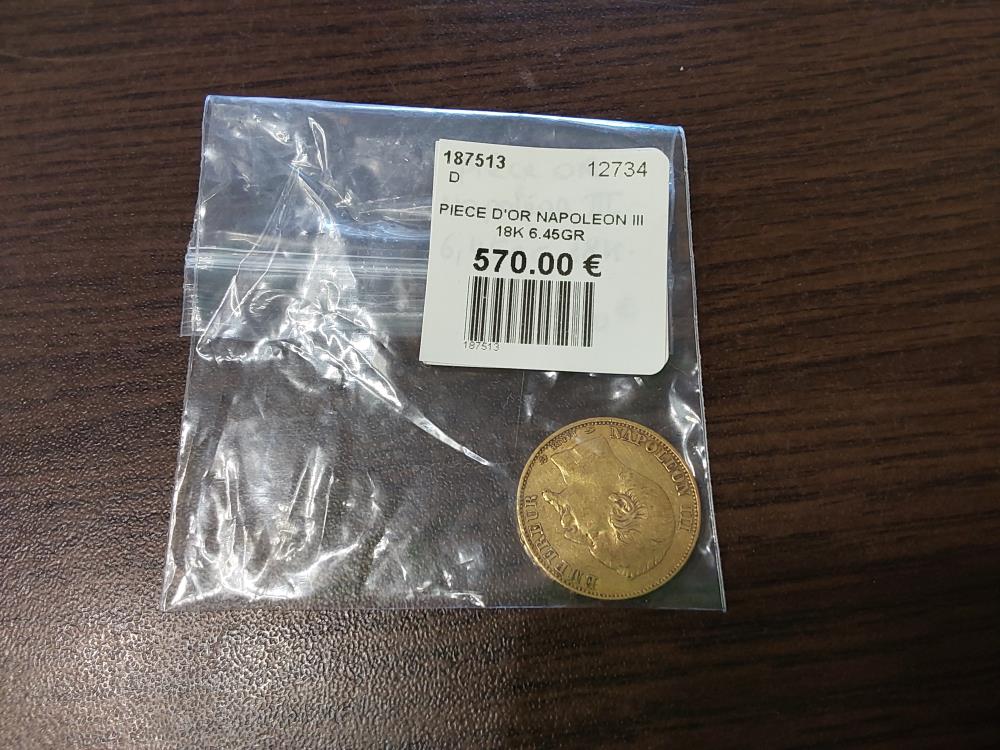 187513 12734
D
PIECE D'OR NAPOLEON III
18K 6.45GR
570.00 €
187513
NAPOLEON III
EMPEREUR